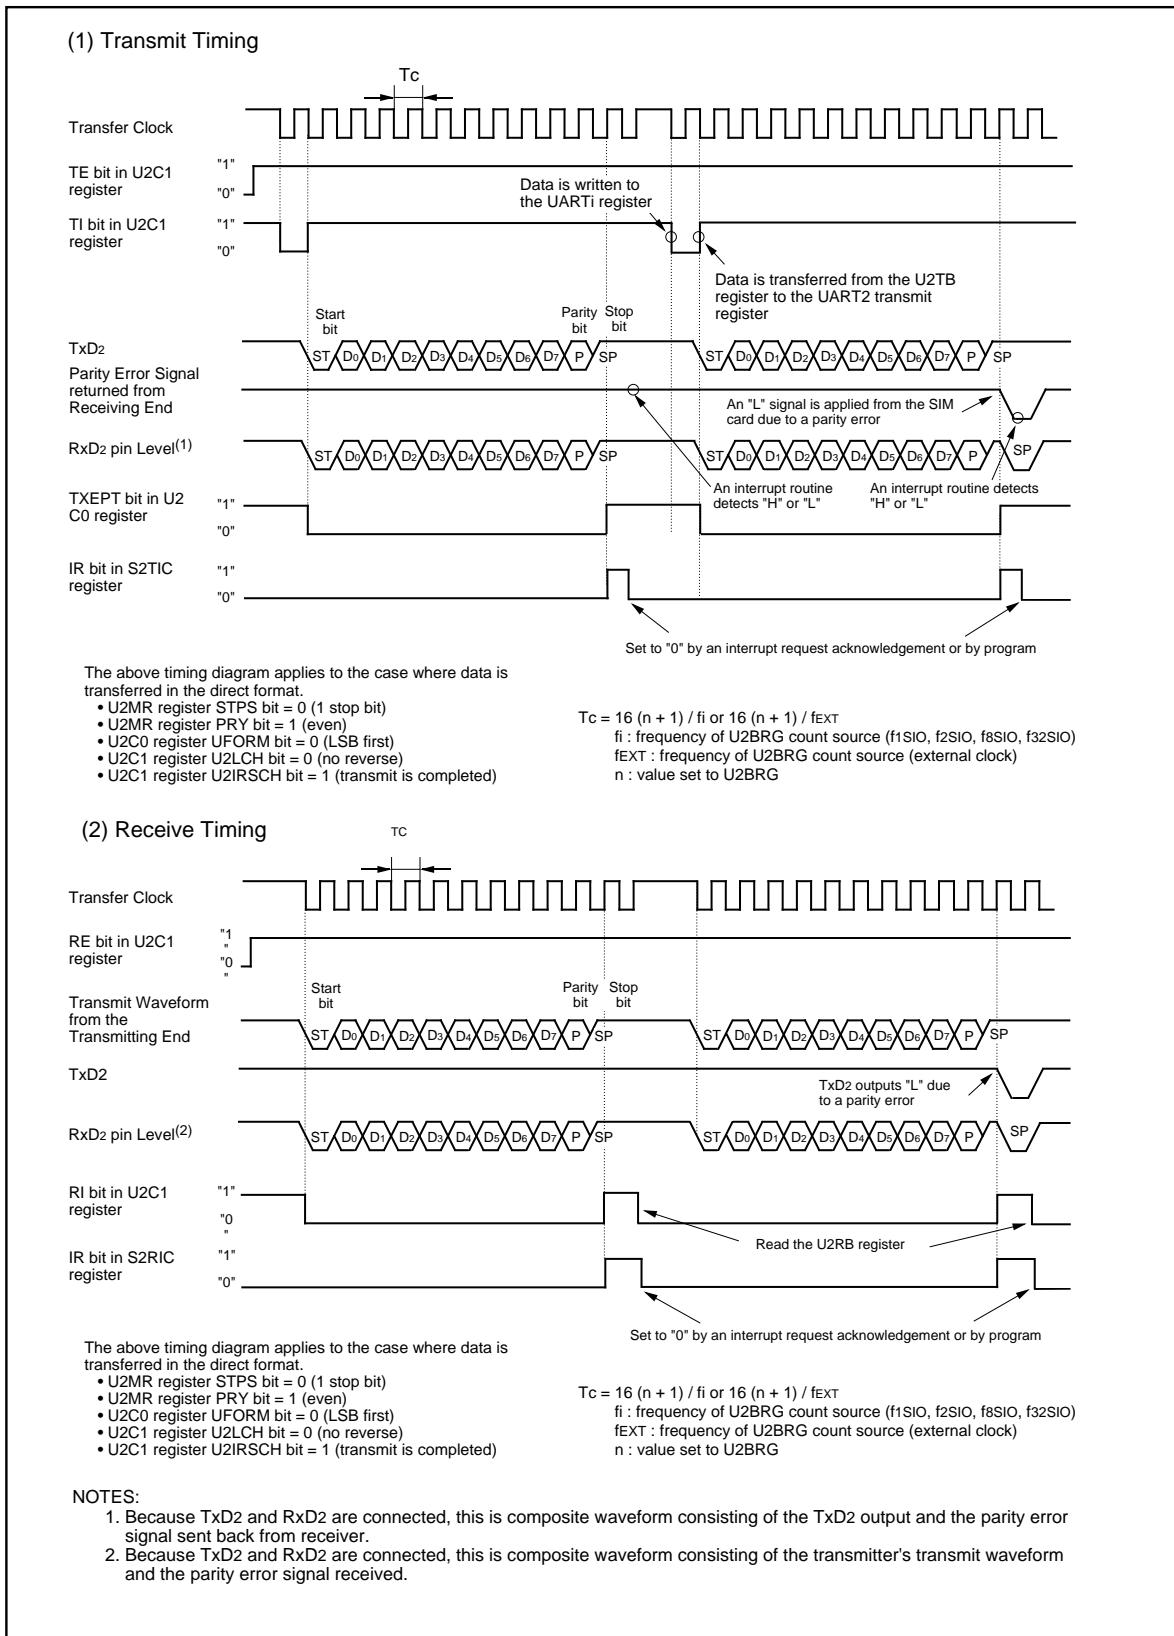 (1) Transmit Timing
Tc
Transfer Clock
TE bit in U2C1
register
"1"
"0"
Data is written to
the UARTi register
TI bit in U2C1
register
"1"
"0"
Data is transferred from the U2TB
register to the UART2 transmit
register
Start
bit
Parity
bit
Stop
bit
TxD2
ST D0 D1 D2 D3 D4 D5 D6 D7 P SP
ST D0 D1 D2 D3 D4 D5 D6 D7 P SP
Parity Error Signal
returned from
Receiving End
An "L" signal is applied from the SIM
card due to a parity error
RxD2 pin Level(1)
ST D0 D1 D2 D3 D4 D5 D6 D7 P SP
ST D0 D1 D2 D3 D4 D5 D6 D7 P SP
An interrupt routine
detects "H" or "L"
An interrupt routine detects
"H" or "L"
TXEPT bit in U2
C0 register
"1"
"0"
IR bit in S2TIC
register
"1"
"0"
Set to "0" by an interrupt request acknowledgement or by program
The above timing diagram applies to the case where data is
transferred in the direct format.
• U2MR register STPS bit = 0 (1 stop bit)
• U2MR register PRY bit = 1 (even)
• U2C0 register UFORM bit = 0 (LSB first)
• U2C1 register U2LCH bit = 0 (no reverse)
• U2C1 register U2IRSCH bit = 1 (transmit is completed)
Tc = 16 (n + 1) / fi or 16 (n + 1) / fEXT
fi : frequency of U2BRG count source (f1SIO, f2SIO, f8SIO, f32SIO)
fEXT : frequency of U2BRG count source (external clock)
n : value set to U2BRG
(2) Receive Timing
TC
Transfer Clock
RE bit in U2C1
register
"1
"
"0
"
Start
bit
Parity
bit
Stop
bit
Transmit Waveform
from the
Transmitting End
ST D0 D1 D2 D3 D4 D5 D6 D7 P SP
ST D0 D1 D2 D3 D4 D5 D6 D7 P SP
TxD2
TxD2 outputs "L" due
to a parity error
RxD2 pin Level(2)
ST D0 D1 D2 D3 D4 D5 D6 D7 P SP
ST D0 D1 D2 D3 D4 D5 D6 D7 P SP
RI bit in U2C1
register
"1"
"0
"
Read the U2RB register
IR bit in S2RIC
register
"1"
"0"
Set to "0" by an interrupt request acknowledgement or by program
The above timing diagram applies to the case where data is
transferred in the direct format.
• U2MR register STPS bit = 0 (1 stop bit)
• U2MR register PRY bit = 1 (even)
• U2C0 register UFORM bit = 0 (LSB first)
• U2C1 register U2LCH bit = 0 (no reverse)
• U2C1 register U2IRSCH bit = 1 (transmit is completed)
Tc = 16 (n + 1) / fi or 16 (n + 1) / fEXT
fi : frequency of U2BRG count source (f1SIO, f2SIO, f8SIO, f32SIO)
fEXT : frequency of U2BRG count source (external clock)
n : value set to U2BRG
NOTES:
1. Because TxD2 and RxD2 are connected, this is composite waveform consisting of the TxD2 output and the parity error
signal sent back from receiver.
2. Because TxD2 and RxD2 are connected, this is composite waveform consisting of the transmitter's transmit waveform
and the parity error signal received.